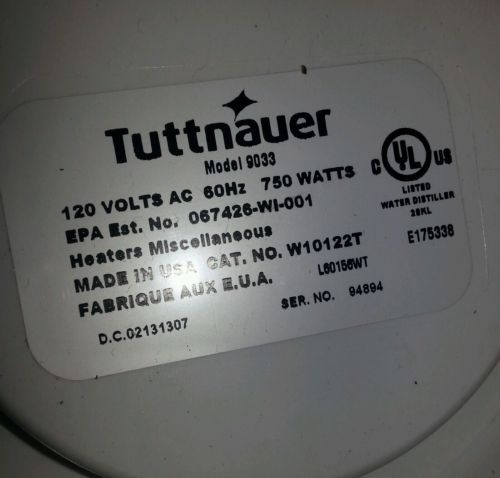 Tuttnauer
Model 9033
120 VOLTS AC 60Hz 750 WATTS
EPA Est. No. 067426-WI-001
Heaters Miscellaneous
MADE IN USA CAT. NO. W10122T
FABRIQUE AUX E.U.A. L60156WT
D.C.02131307 SER. NO. 94894
C UL US
LISTED
WATER DISTILLER
28KL
E175338